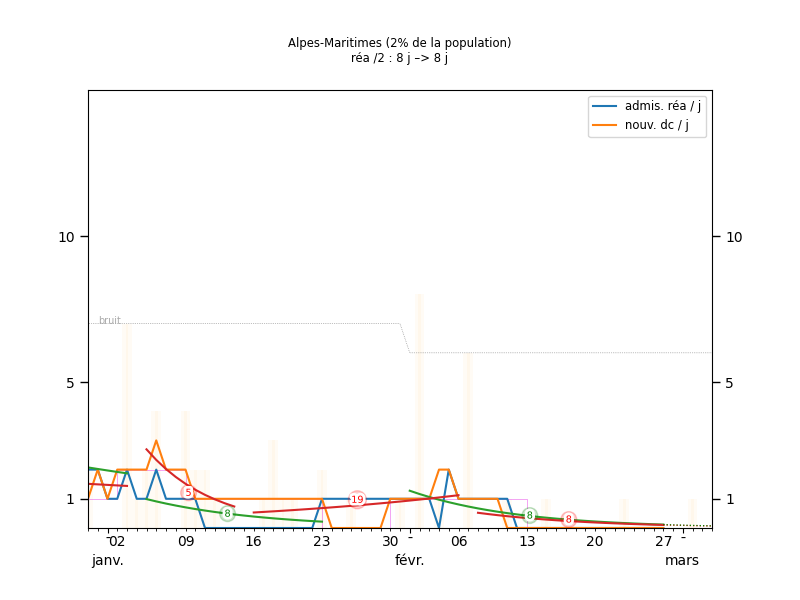 Alpes-Maritimes (2% de la population)
réa /2 : 8 j –> 8 j
admis. réa / j
nouv. dc / j
10 10
bruit
5 5
5 8 19 8 8
1 1
02 09 16 23 30 06 13 20 27
janv. févr. mars